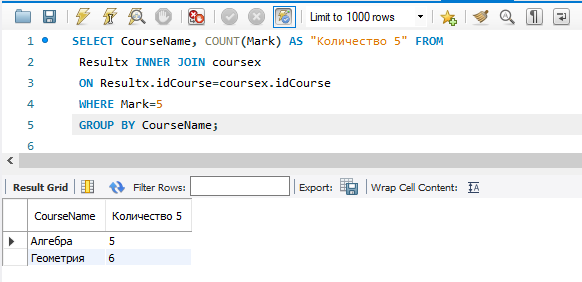 Limit to 1000 rows
1 SELECT CourseName, COUNT(Mark) AS "Количество 5" FROM
2 Resultx INNER JOIN coursex
3 ON Resultx.idCourse=coursex.idCourse
4 WHERE Mark=5
5 GROUP BY CourseName;
6
Result Grid Filter Rows: Export: Wrap Cell Content:
CourseName Количество 5
Алгебра 5
Геометрия 6